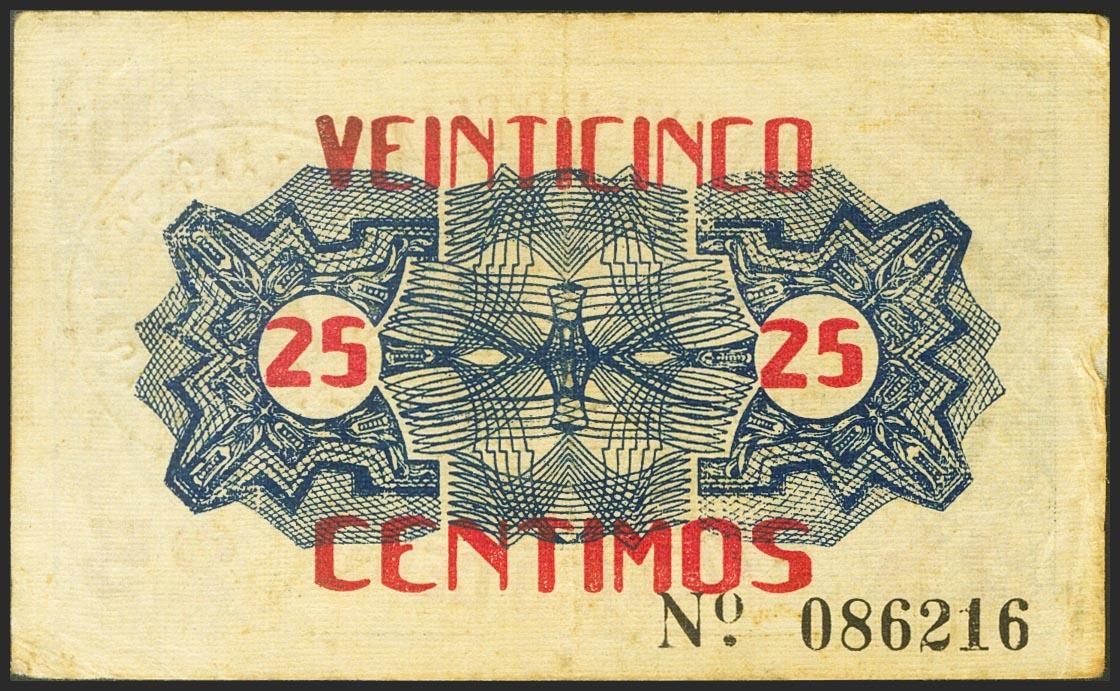 VEINTICINCO
25 25
CENTIMOS
Nº 086216